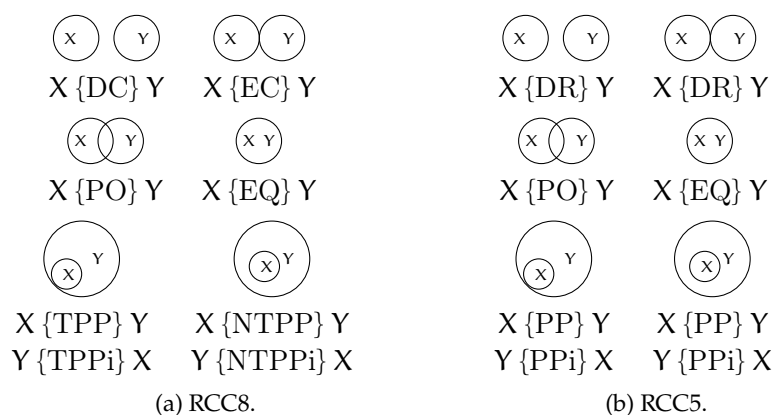 X Y X Y X Y X Y
X {DC} Y X {EC} Y X {DR} Y X {DR} Y
X Y X Y X Y X Y
X {PO} Y X {EQ} Y X {PO} Y X {EQ} Y
Y Y Y Y
X X X X
X {TPP} Y X {NTPP} Y X {PP} Y X {PP} Y
Y {TPPi} X Y {NTPPi} X Y {PPi} X Y {PPi} X
(a) RCC8. (b) RCC5.